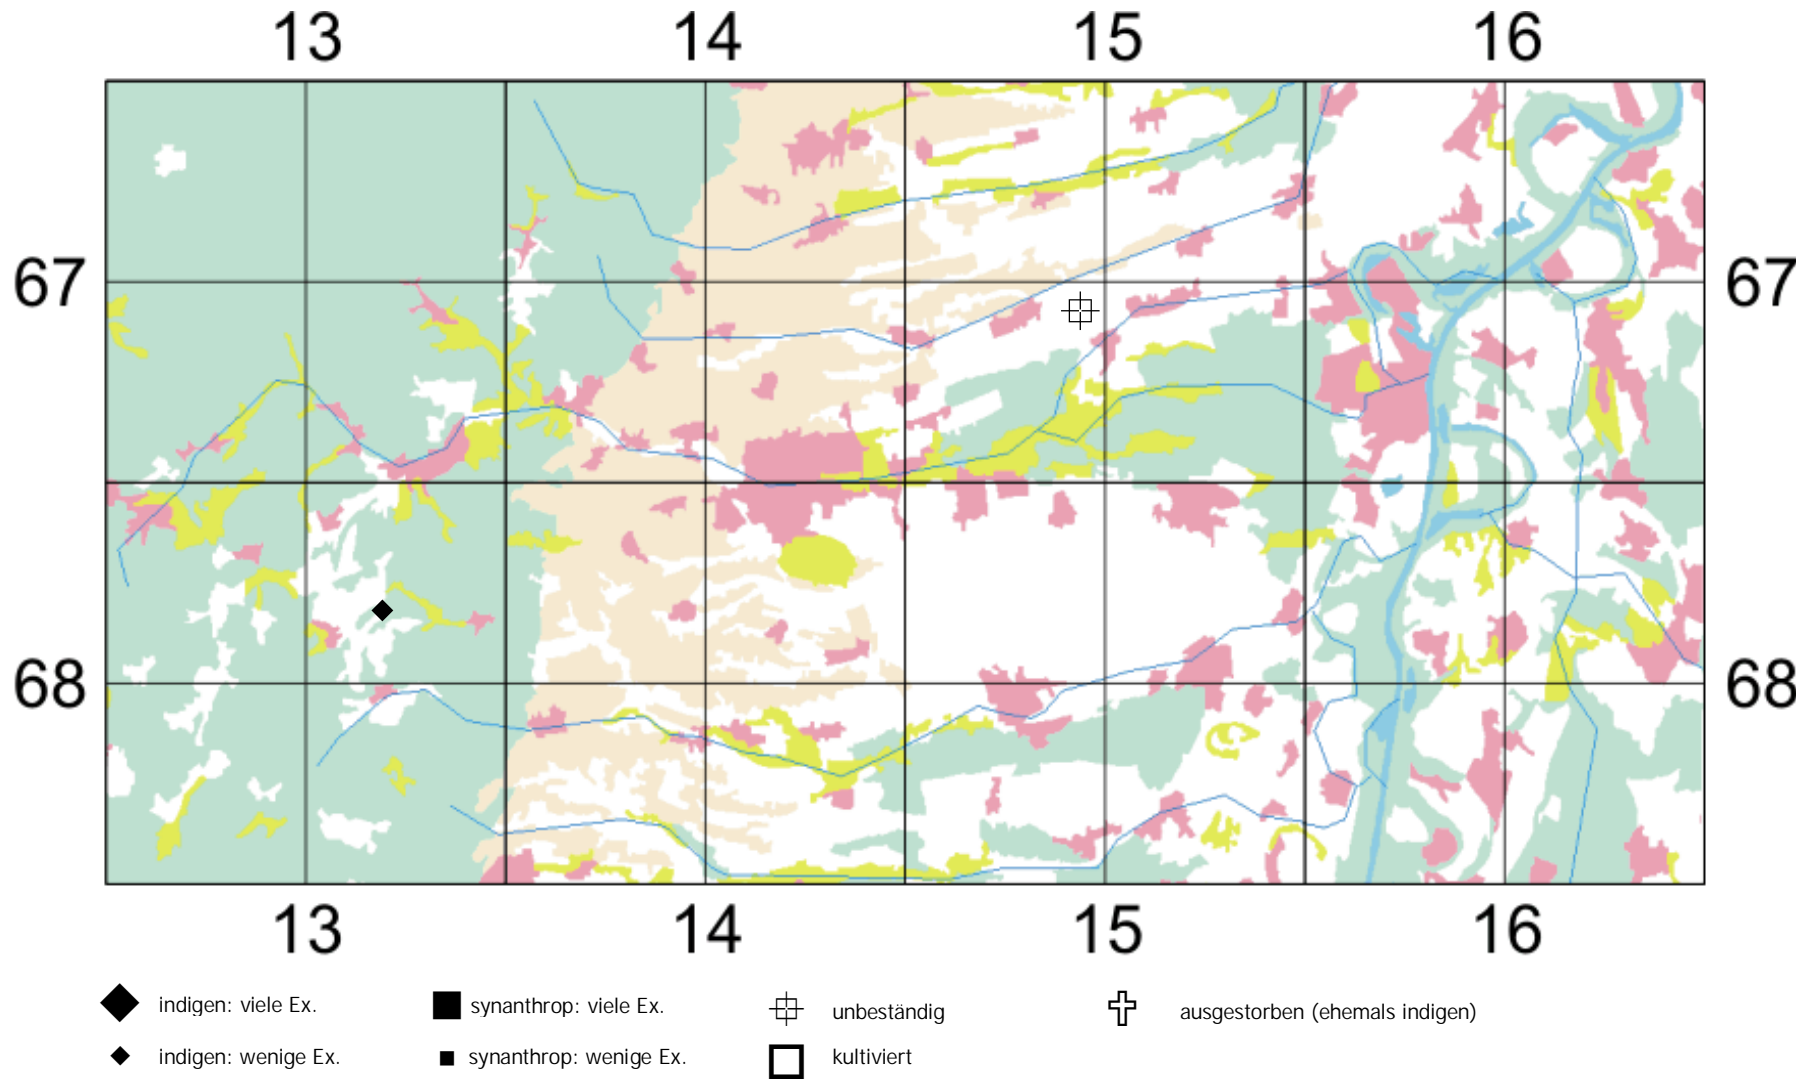 13 14 15 16
67 67
68 68
13 14 15 16
indigen: viele Ex. synanthrop: viele Ex. unbeständig ausgestorben (ehemals indigen)
indigen: wenige Ex. synanthrop: wenige Ex. kultiviert